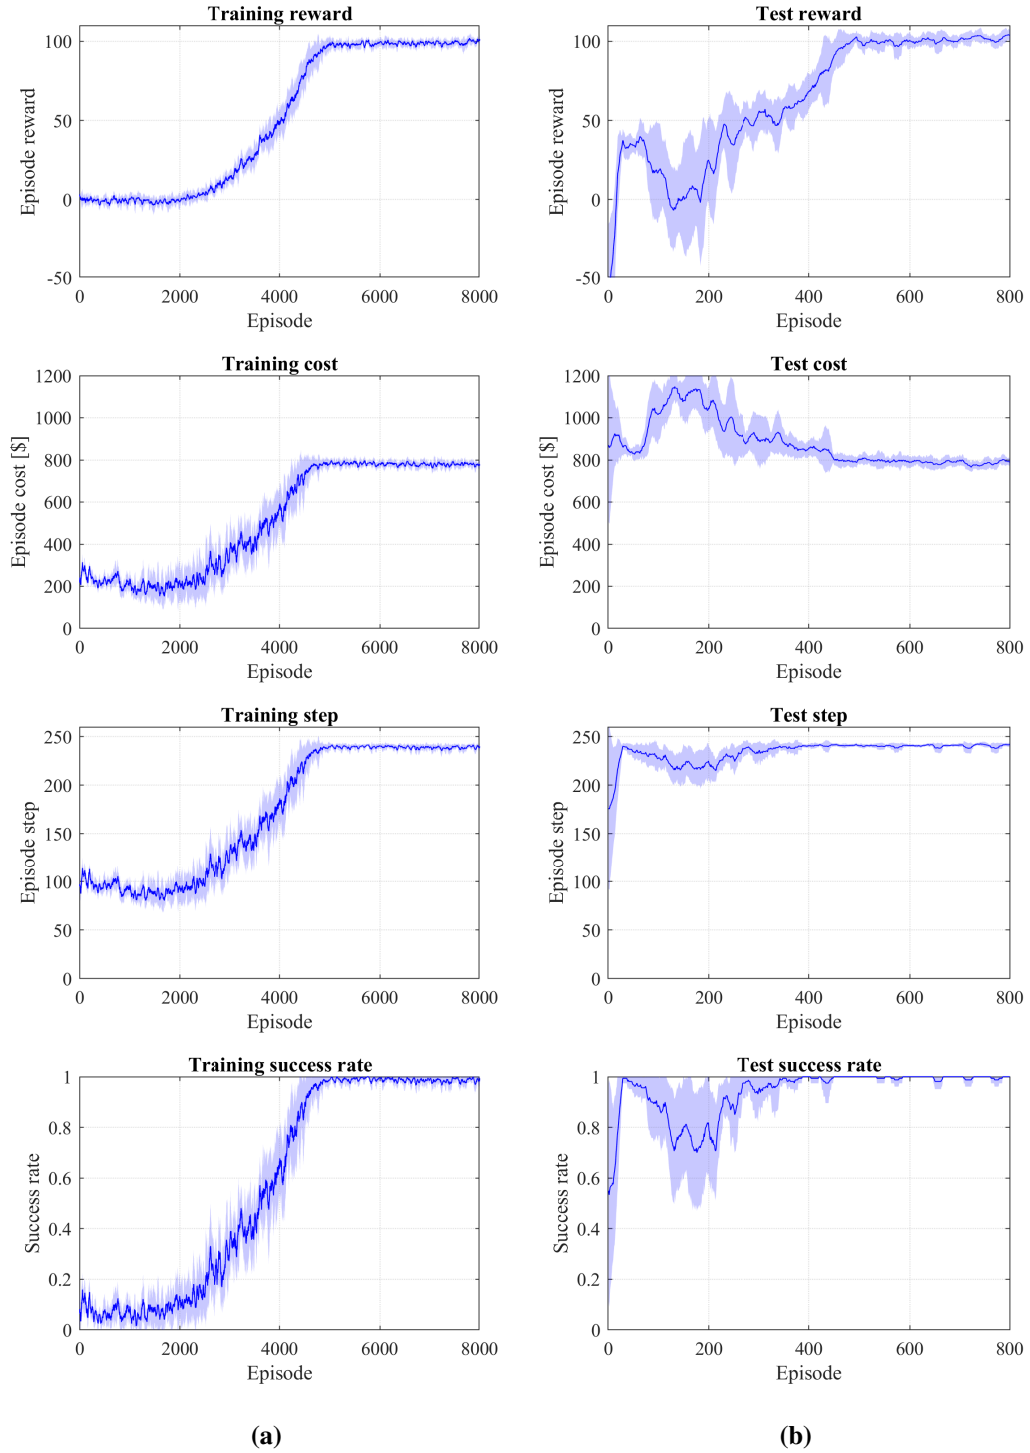 Training reward
100
50
0
-50
Episode reward
0 2000 4000 6000 8000
Episode
Test reward
100
50
0
-50
Episode reward
0 200 400 600 800
Episode
Training cost
1200
1000
800
600
400
200
0
Episode cost [$]
0 2000 4000 6000 8000
Episode
Test cost
1200
1000
800
600
400
200
0
Episode cost [$]
0 200 400 600 800
Episode
Training step
250
200
150
100
50
0
Episode step
0 2000 4000 6000 8000
Episode
Test step
250
200
150
100
50
0
Episode step
0 200 400 600 800
Episode
Training success rate
1
0.8
0.6
0.4
0.2
0
Success rate
0 2000 4000 6000 8000
Episode
Test success rate
1
0.8
0.6
0.4
0.2
0
Success rate
0 200 400 600 800
Episode
(a)
(b)